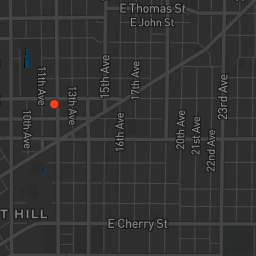 E Thomas St
E John St
15th Ave
17th Ave
11th Ave
13th Ave
23rd Ave
10th Ave
16th Ave
20th Ave
21st Ave
22nd Ave
T HILL
E Cherry St